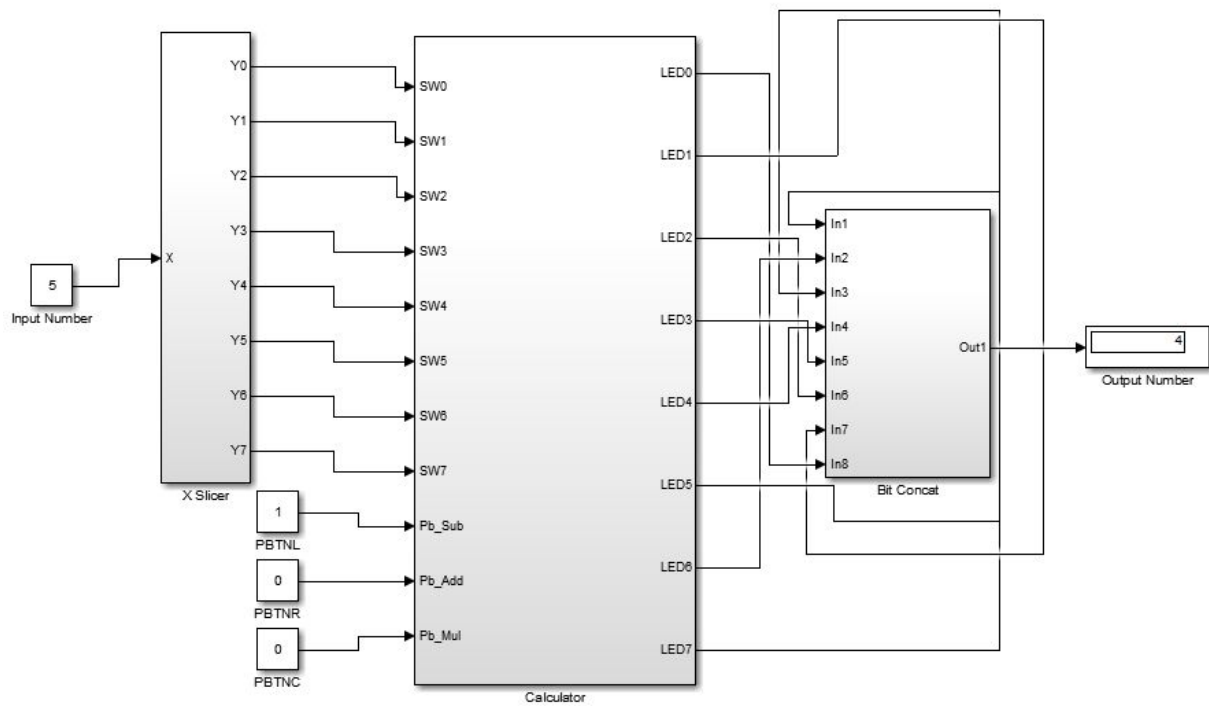 5
Input Number
X
Y0
Y1
Y2
Y3
Y4
Y5
Y6
Y7
X Slicer
1
PBTNL
0
PBTNR
0
PBTNC
SW0
SW1
SW2
SW3
SW4
SW5
SW6
SW7
Pb_Sub
Pb_Add
Pb_Mul
LED0
LED1
LED2
LED3
LED4
LED5
LED6
LED7
Calculator
In1
In2
In3
In4
In5
In6
In7
In8
Out1
Bit Concat
4
Output Number